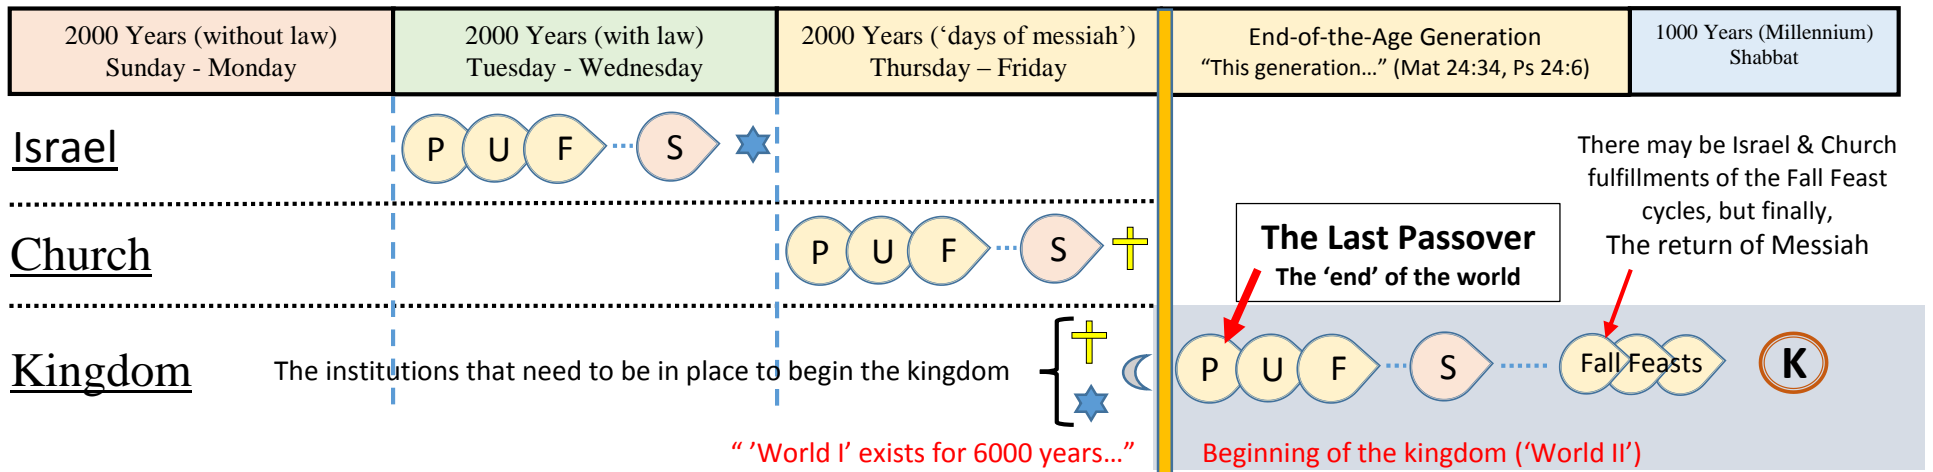 2000 Years (without law)
Sunday - Monday
2000 Years (with law)
Tuesday - Wednesday
2000 Years (‘days of messiah’)
Thursday – Friday
End-of-the-Age Generation
“This generation…” (Mat 24:34, Ps 24:6)
1000 Years (Millennium)
Shabbat
Israel
P U F S
There may be Israel & Church
fulfillments of the Fall Feast
cycles, but finally,
The return of Messiah
Church
P U F S
The Last Passover
The ‘end’ of the world
Kingdom
The institutions that need to be in place to begin the kingdom
P U F S Fall Feasts K
“ ’World I’ exists for 6000 years…”
Beginning of the kingdom (‘World II’)